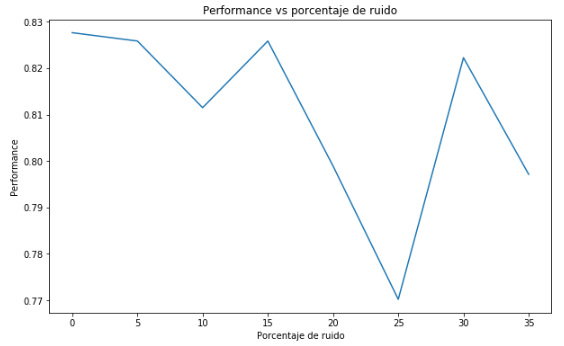 Performance vs porcentaje de ruido
0.83
0.82
0.81
0.80
0.79
0.78
0.77
Performance
0 5 10 15 20 25 30 35
Porcentaje de ruido